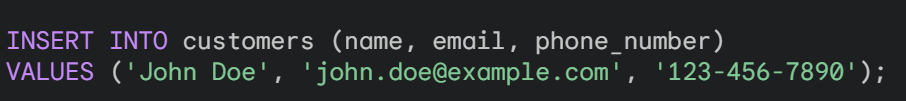 INSERT INTO customers (name, email, phone_number)
VALUES ('John Doe', 'john.doe@example.com', '123-456-7890');